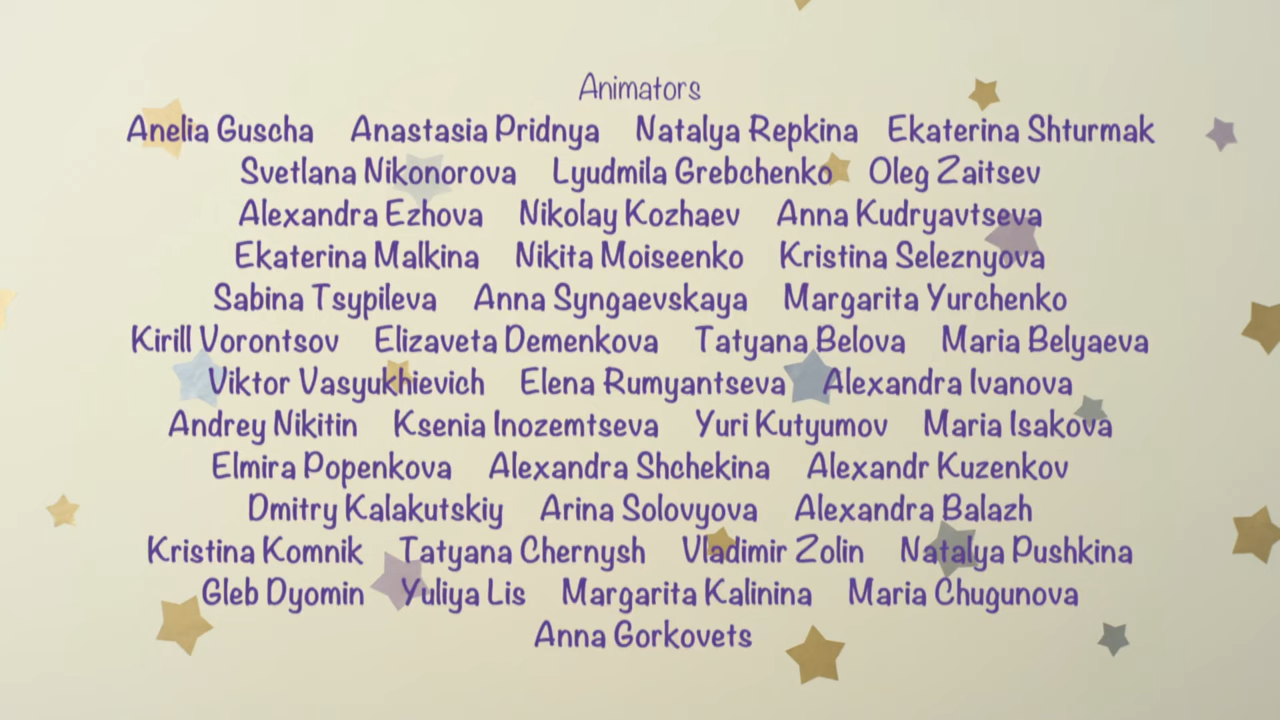 Animators
Anelia Guscha Anastasia Pridnya Natalya Repkina Ekaterina Shturmak
Svetlana Nikonorova Lyudmila Grebchenko Oleg Zaitsev
Alexandra Ezhova Nikolay Kozhaev Anna Kudryavtseva
Ekaterina Malkina Nikita Moiseenko Kristina Seleznyova
Sabina Tsypileva Anna Syngaevskaya Margarita Yurchenko
Kirill Vorontsov Elizaveta Demenkova Tatyana Belova Maria Belyaeva
Viktor Vasyukhievich Elena Rumyantseva Alexandra Ivanova
Andrey Nikitin Ksenia Inozemtseva Yuri Kutyumov Maria Isakova
Elmira Popenkova Alexandra Shchekina Alexandr Kuzenkov
Dmitry Kalakutskiy Arina Solovyova Alexandra Balazh
Kristina Komnik Tatyana Chernysh Vladimir Zolin Natalya Pushkina
Gleb Dyomin Yuliya Lis Margarita Kalinina Maria Chugunova
Anna Gorkovets